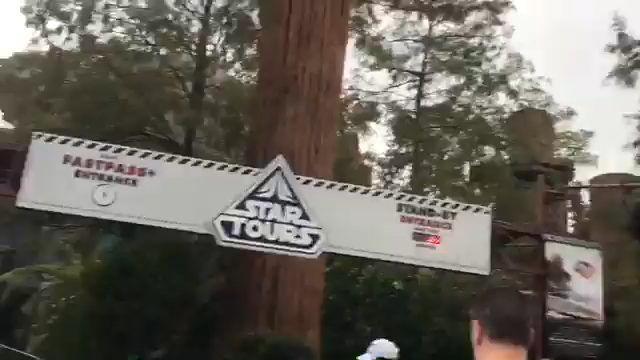 FASTPASS+
ENTRANCE
STAR
TOURS
STAND-BY
ENTRANCE